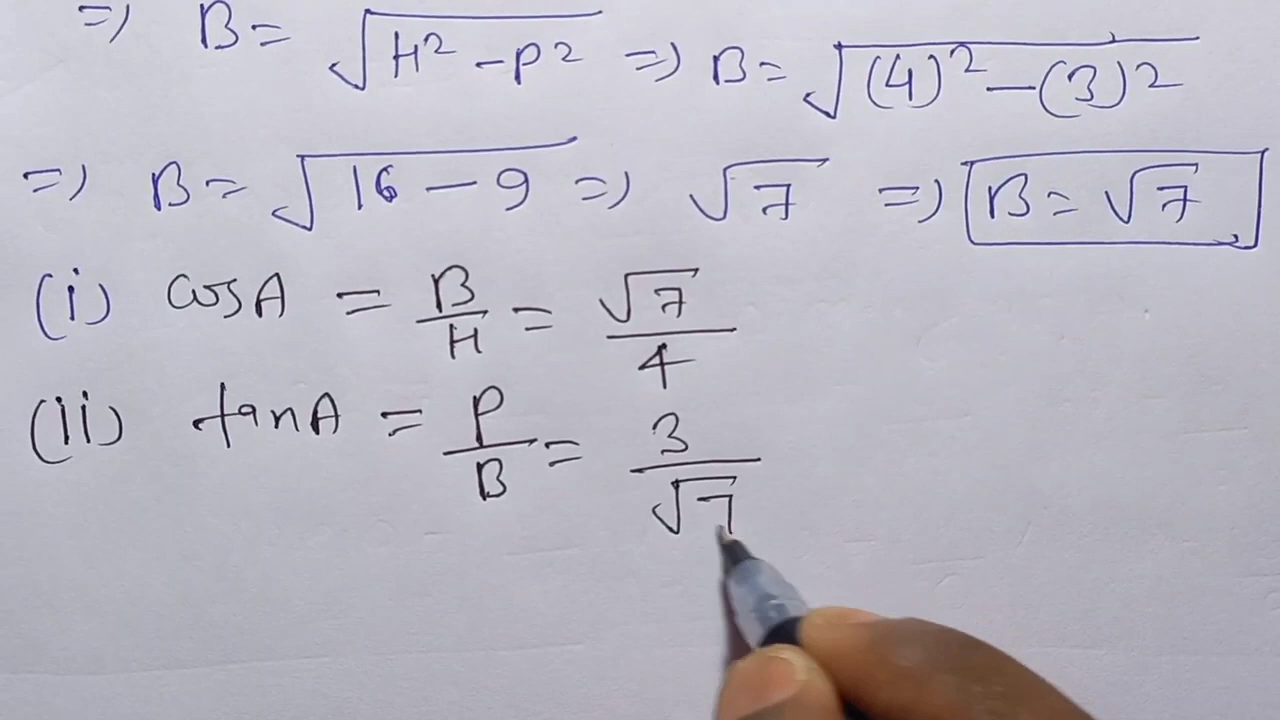 => B = √(H² - P²) => B = √((4)² - (3)²)
=> B = √(16 - 9) => √7 => B = √7
(i) cosA = B/H = √7/4
(ii) tanA = P/B = 3/√7